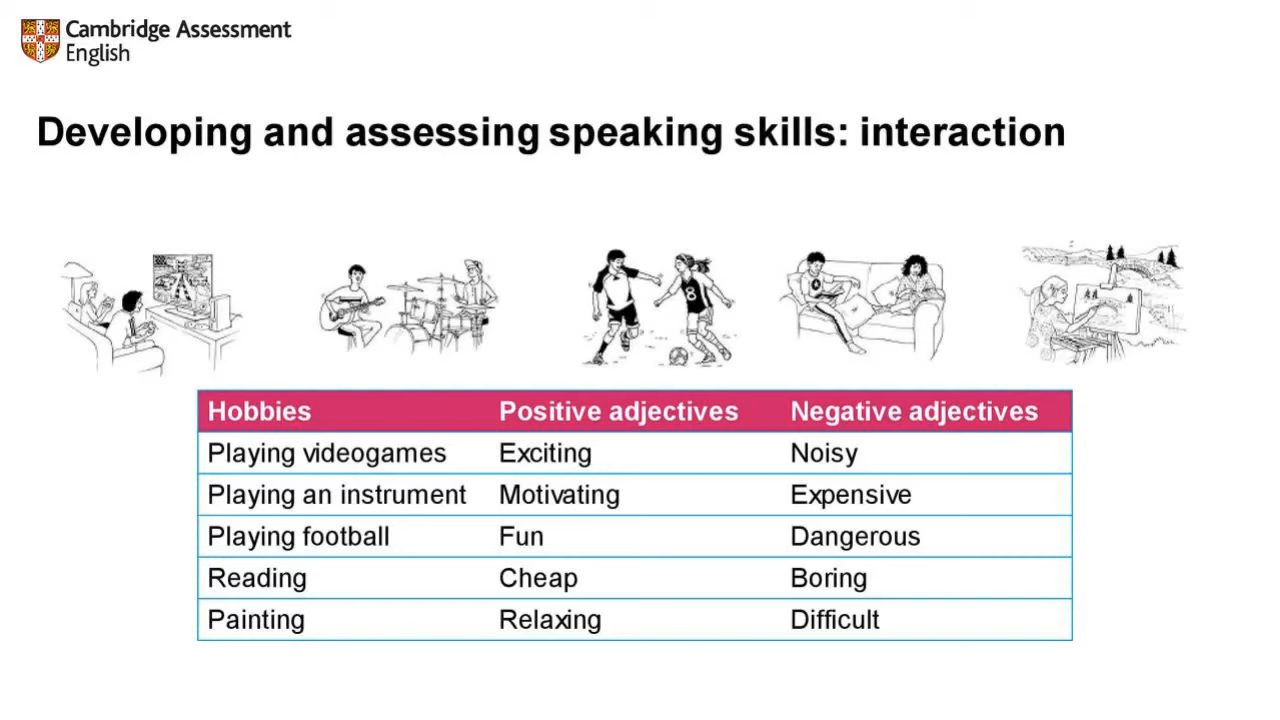 Cambridge Assessment
English
Developing and assessing speaking skills: interaction
8
Hobbies Positive adjectives Negative adjectives
Playing videogames Exciting Noisy
Playing an instrument Motivating Expensive
Playing football Fun Dangerous
Reading Cheap Boring
Painting Relaxing Difficult